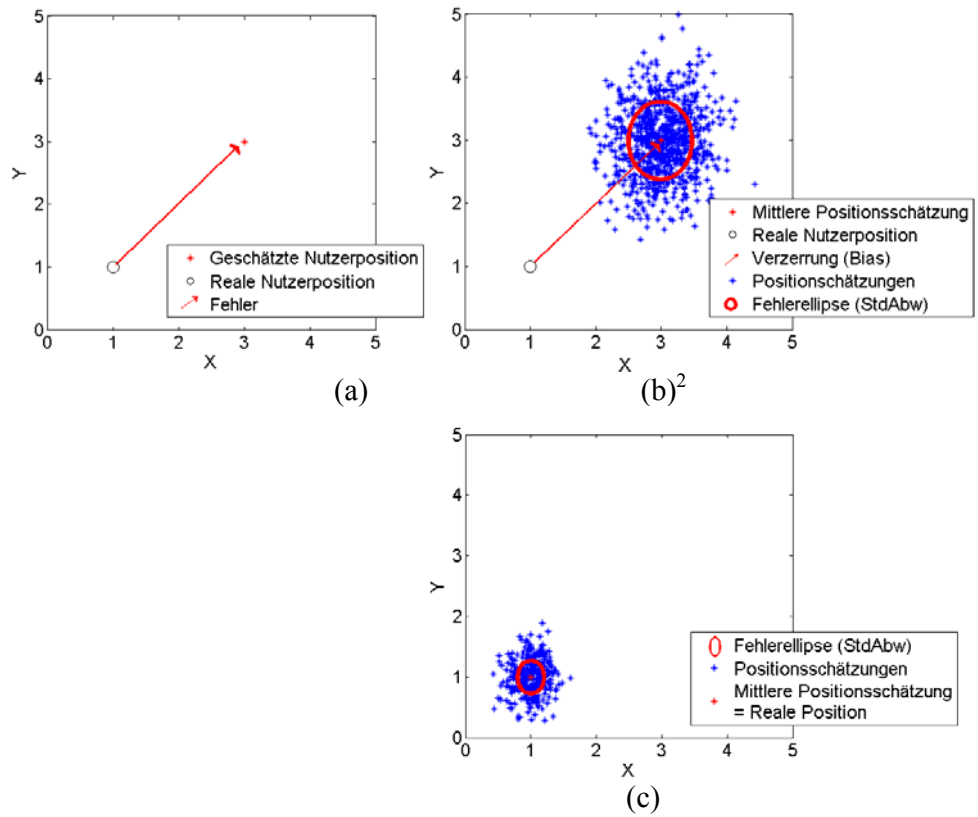 5
4
3
2
1
0
Y
0 1 2 3 4 5
X
Geschätzte Nutzerposition
Reale Nutzerposition
Fehler
(a)
5
4
3
2
1
0
Y
0 1 2 3 4 5
X
Mittlere Positionsschätzung
Reale Nutzerposition
Verzerrung (Bias)
Positionschätzungen
Fehlerellipse (StdAbw)
(b)²
5
4
3
2
1
0
Y
0 1 2 3 4 5
X
Fehlerellipse (StdAbw)
Positionsschätzungen
Mittlere Positionsschätzung
= Reale Position
(c)